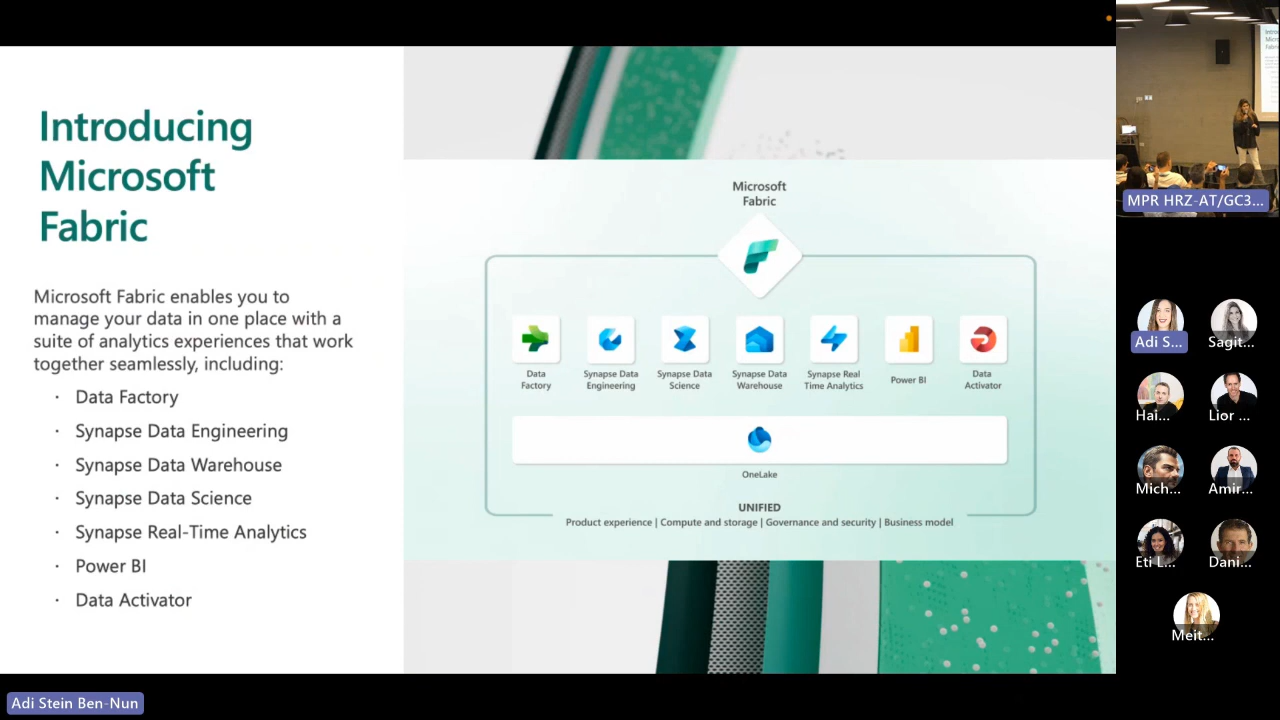 Introducing
Microsoft
Fabric
Microsoft Fabric enables you to
manage your data in one place with a
suite of analytics experiences that work
together seamlessly, including:
· Data Factory
· Synapse Data Engineering
· Synapse Data Warehouse
· Synapse Data Science
· Synapse Real-Time Analytics
· Power BI
· Data Activator
Microsoft
Fabric
Data
Factory
Synapse Data
Engineering
Synapse Data
Science
Synapse Data
Warehouse
Synapse Real
Time Analytics
Power BI
Data
Activator
OneLake
UNIFIED
Product experience | Compute and storage | Governance and security | Business model
MPR HRZ-AT/GC3...
Adi S...
Sagit...
Hai...
Lior ...
Mich...
Amir...
Eti L...
Dani...
Meit...
Adi Stein Ben-Nun